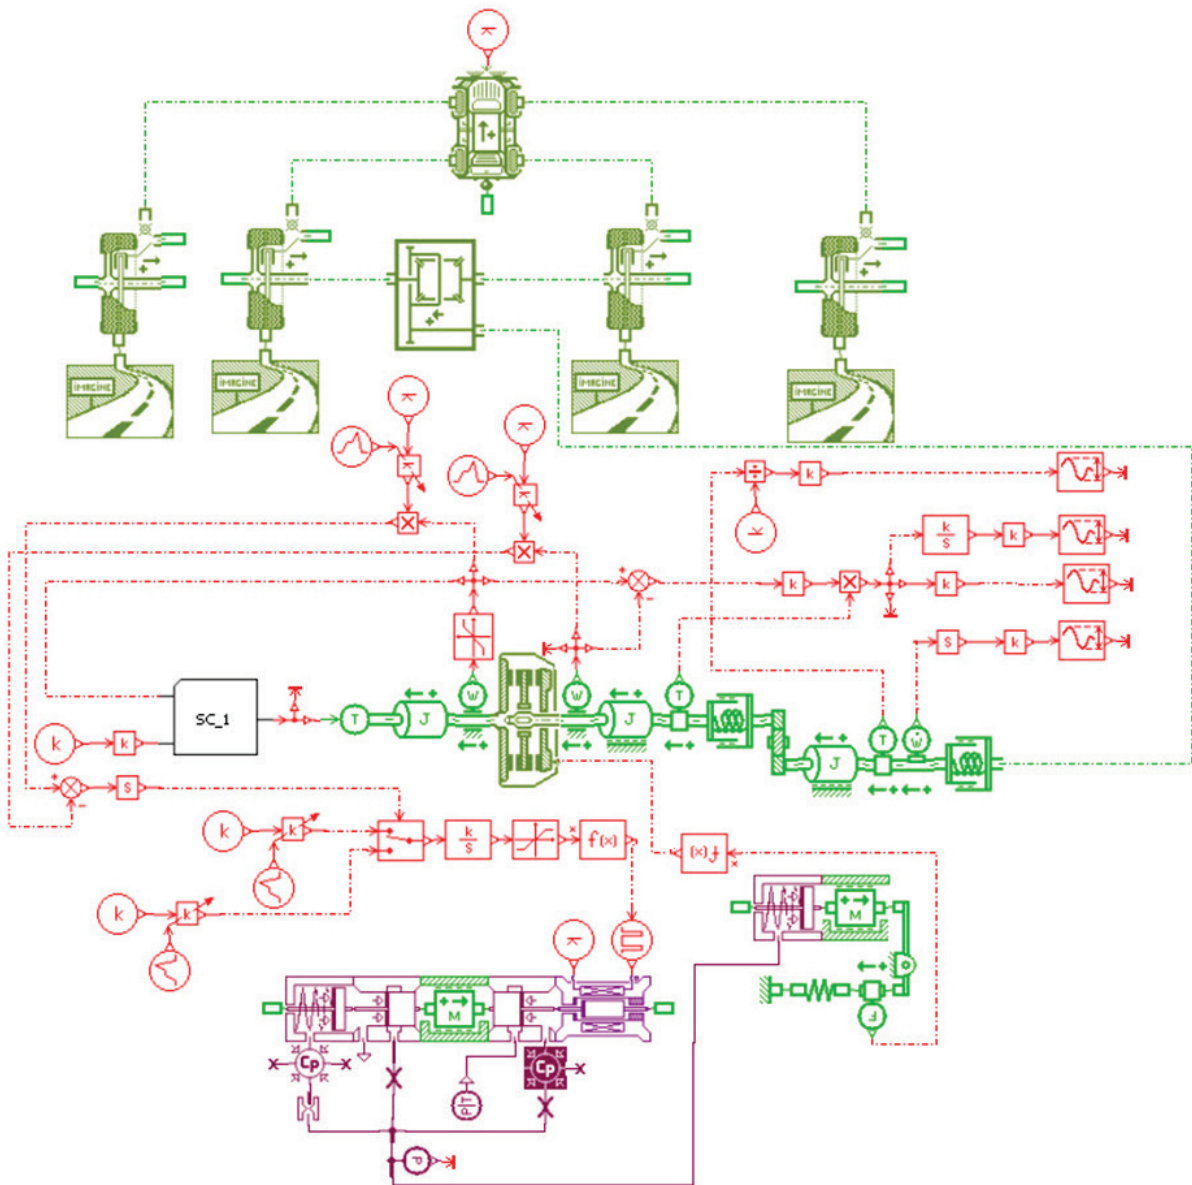 k
IMAGINE
IMAGINE
IMAGINE
IMAGINE
k
k
k
k
÷
k
k
k
s
k
+
-
k
k
s
k
SC_1
T
J
W
W
J
T
J
T
W
k
k
+
-
s
k
k
k
s
x
f(x)
f(x)
x
k
k
k
M
M
F
Cp
Cp
P/T
P